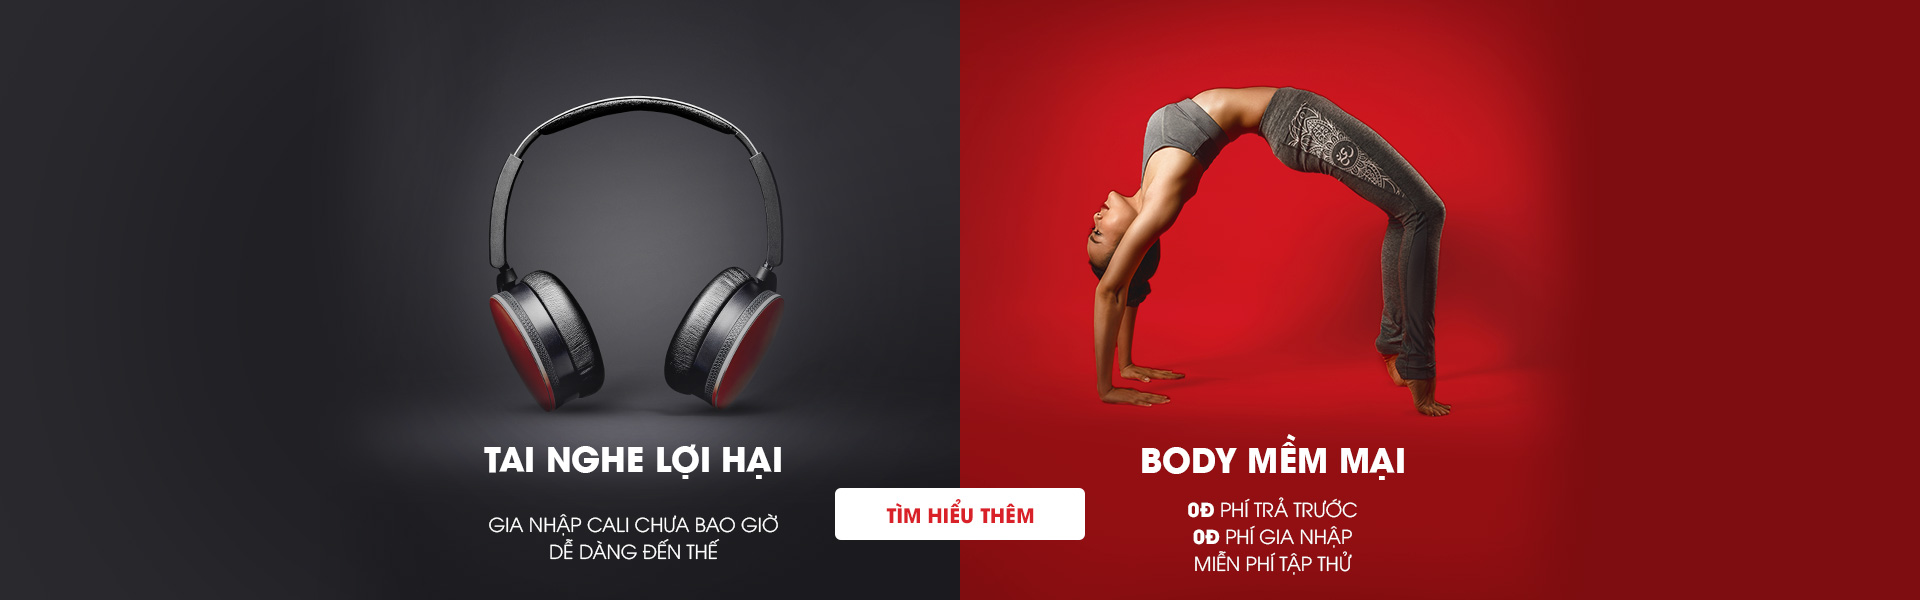 TAI NGHE LỢI HẠI
GIA NHẬP CALI CHƯA BAO GIỜ
DỄ DÀNG ĐẾN THẾ
TÌM HIỂU THÊM
BODY MỀM MẠI
0Đ PHÍ TRẢ TRƯỚC
0Đ PHÍ GIA NHẬP
MIỄN PHÍ TẬP THỬ